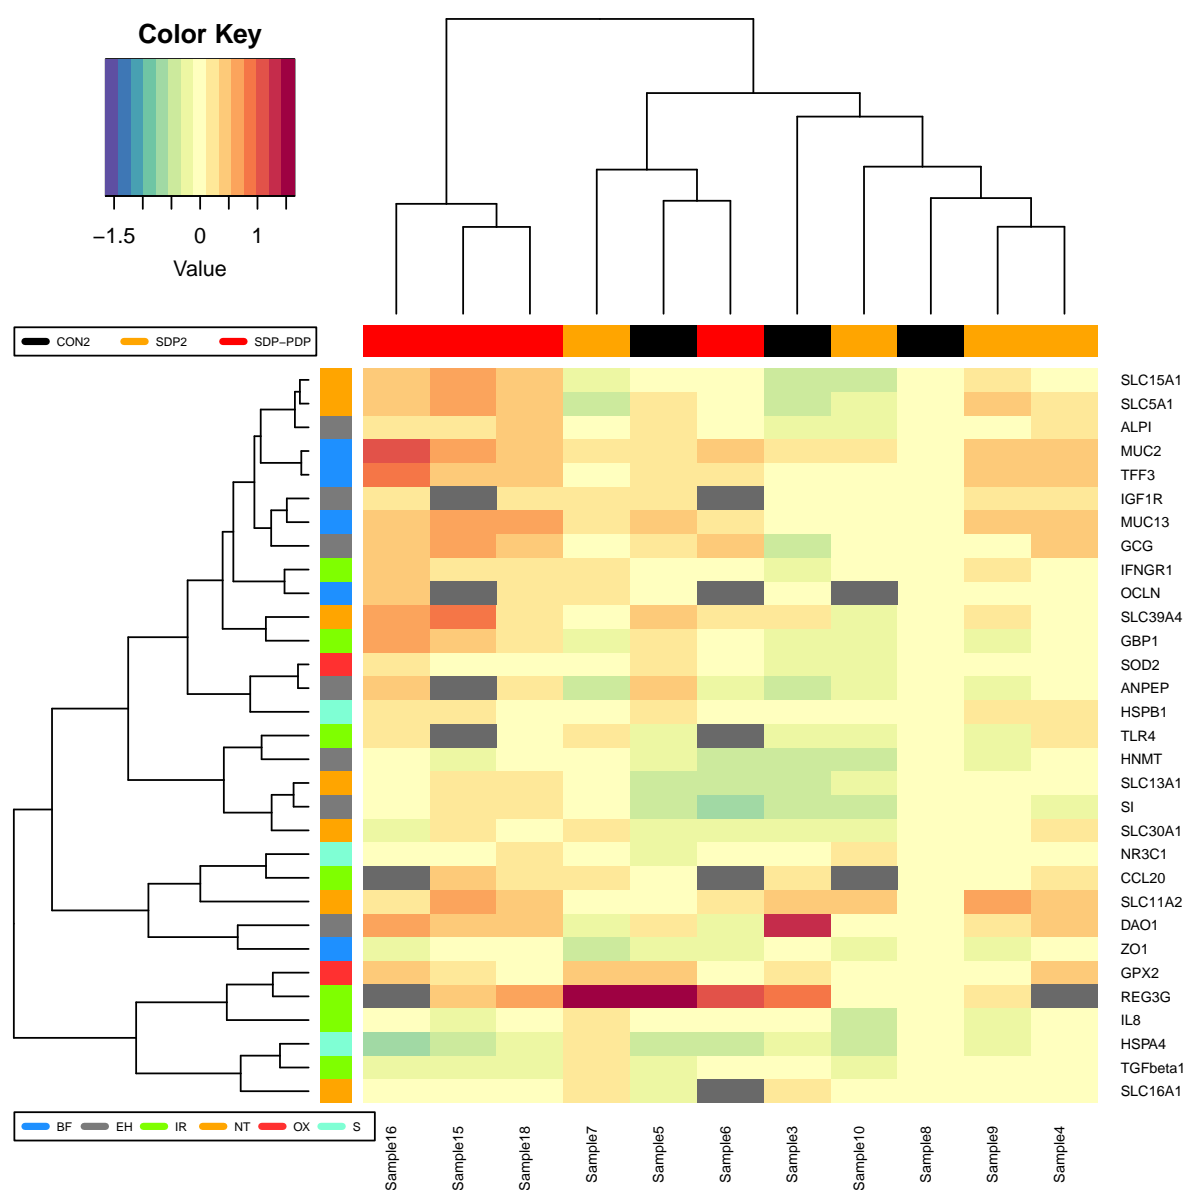 Color Key
−1.5 0 1
Value
CON2 SDP2 SDP−PDP
SLC15A1
SLC5A1
ALPI
MUC2
TFF3
IGF1R
MUC13
GCG
IFNGR1
OCLN
SLC39A4
GBP1
SOD2
ANPEP
HSPB1
TLR4
HNMT
SLC13A1
SI
SLC30A1
NR3C1
CCL20
SLC11A2
DAO1
ZO1
GPX2
REG3G
IL8
HSPA4
TGFbeta1
SLC16A1
BF EH IR NT OX S
Sample16
Sample15
Sample18
Sample7
Sample5
Sample6
Sample3
Sample10
Sample8
Sample9
Sample4